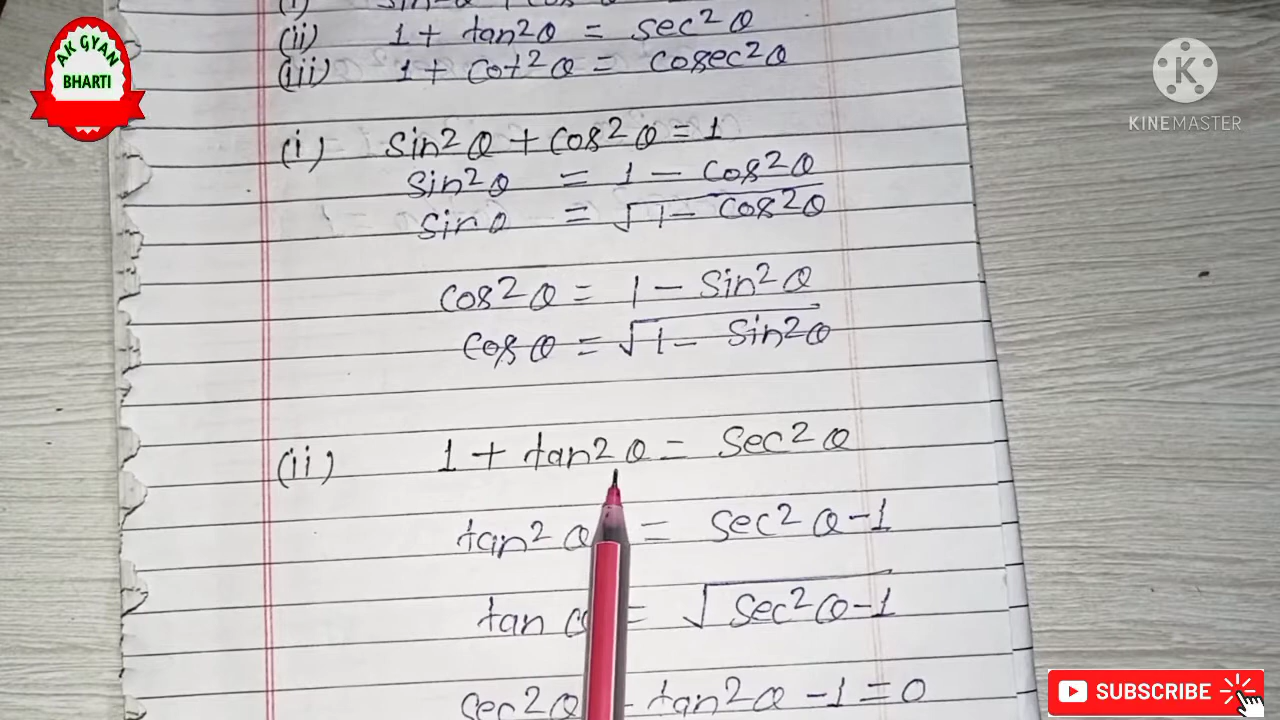 AK GYAN
BHARTI
KINEMASTER
(ii) 1 + tan²θ = sec²θ
(iii) 1 + cot²θ = cosec²θ
(i) sin²θ + cos²θ = 1
sin²θ = 1 - cos²θ
sinθ = √1 - cos²θ
cos²θ = 1 - sin²θ
cosθ = √1 - sin²θ
(ii) 1 + tan²θ = sec²θ
tan²θ = sec²θ - 1
tan θ = √sec²θ - 1
sec²θ - tan²θ - 1 = 0
SUBSCRIBE